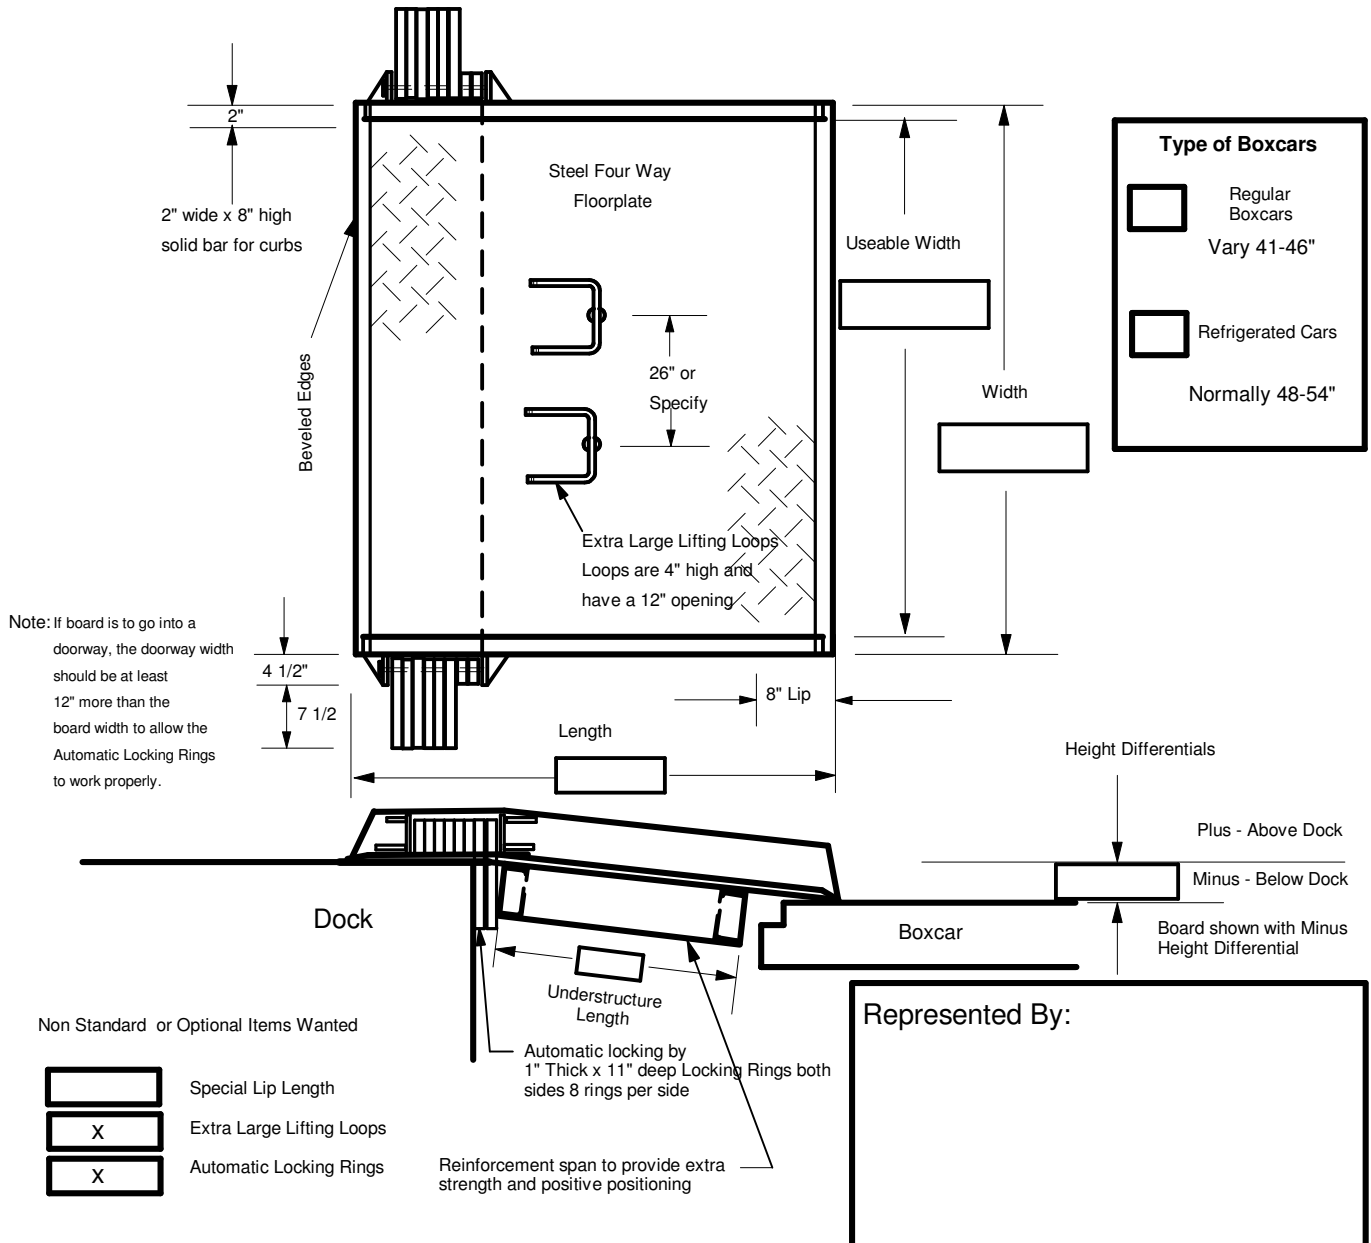 2"
2" wide x 8" high
solid bar for curbs
Beveled Edges
Steel Four Way
Floorplate
26" or
Specify
Extra Large Lifting Loops
Loops are 4" high and
have a 12" opening
Useable Width
Width
Type of Boxcars
Regular
Boxcars
Vary 41-46"
Refrigerated Cars
Normally 48-54"
Note: If board is to go into a
doorway, the doorway width
should be at least
12" more than the
board width to allow the
Automatic Locking Rings
to work properly.
4 1/2"
7 1/2
8" Lip
Length
Height Differentials
Plus - Above Dock
Minus - Below Dock
Board shown with Minus
Height Differential
Dock
Boxcar
Understructure
Length
Automatic locking by
1" Thick x 11" deep Locking Rings both
sides 8 rings per side
Reinforcement span to provide extra
strength and positive positioning
Non Standard or Optional Items Wanted
Special Lip Length
X Extra Large Lifting Loops
X Automatic Locking Rings
Represented By: